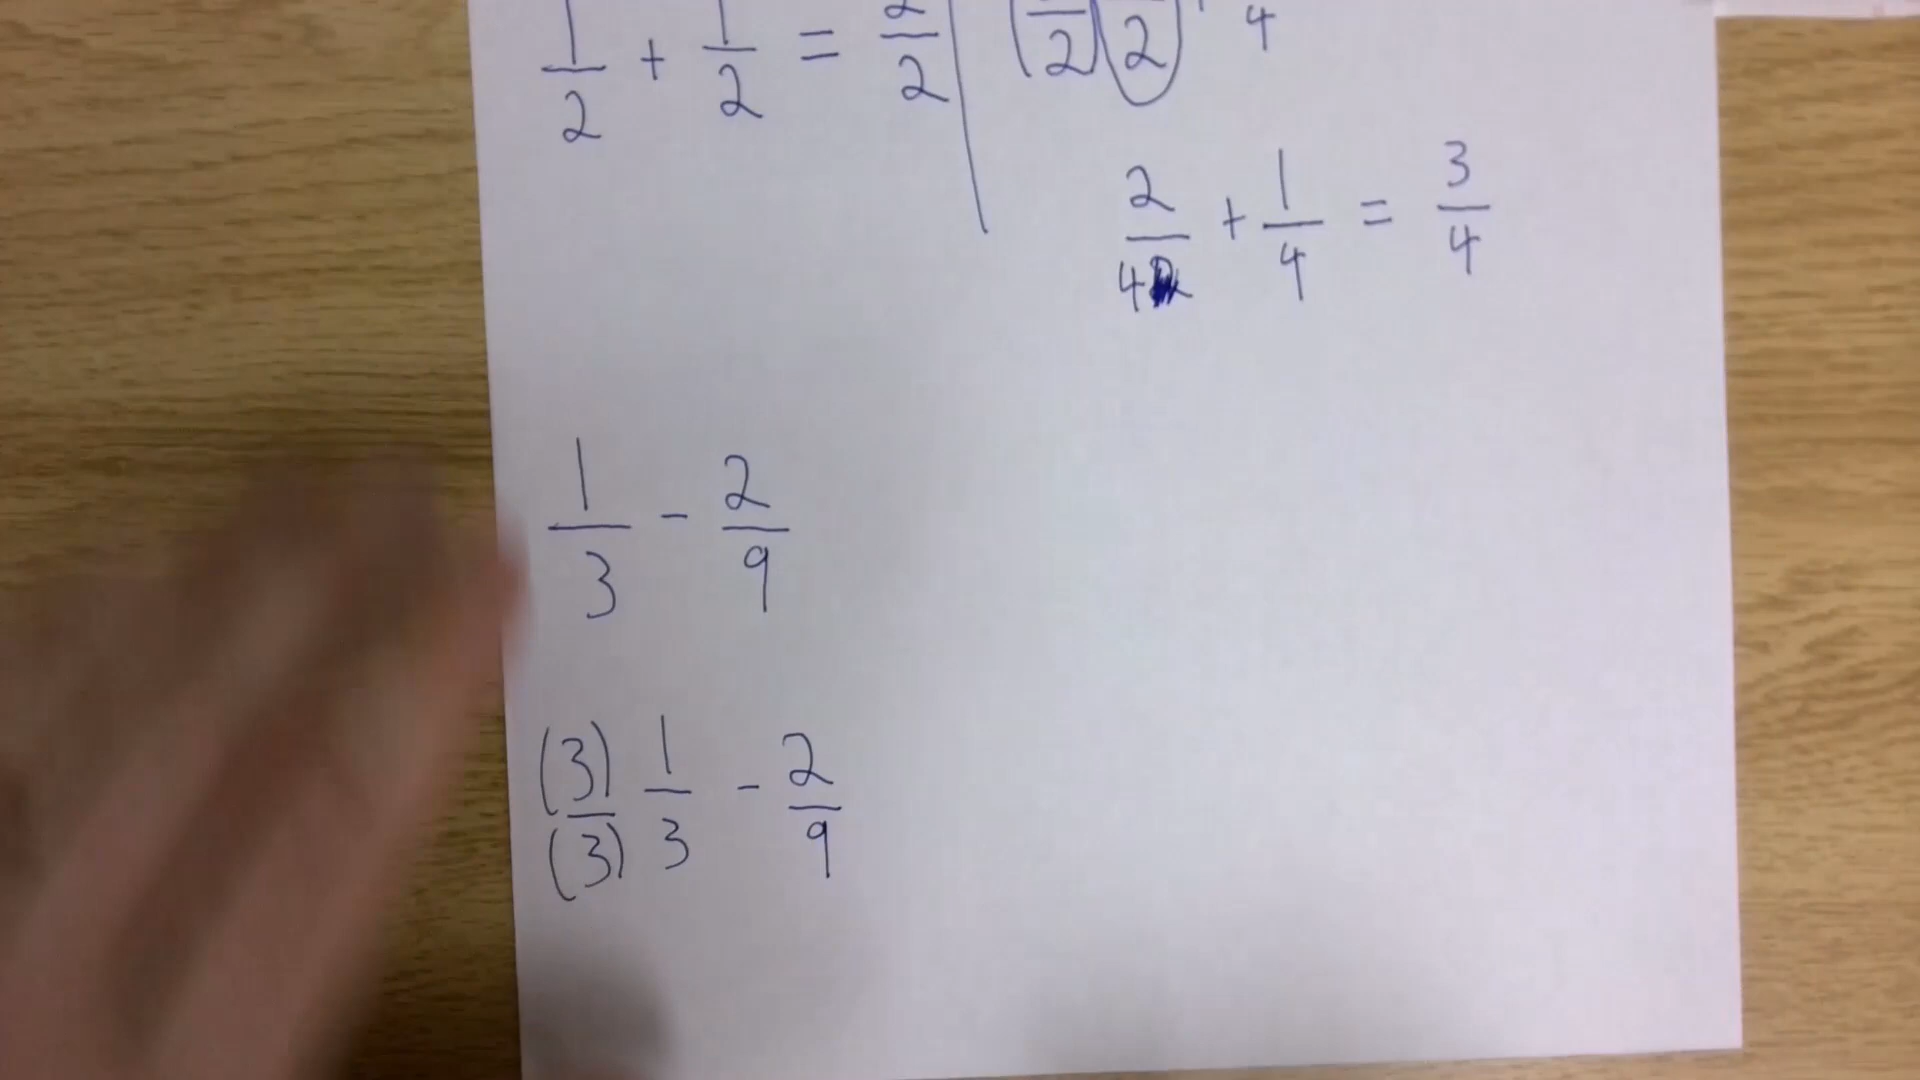 1/2 + 1/2 = 2/2
2 2 4
2/4 + 1/4 = 3/4
1/3 - 2/9
(3)/(3) 1/3 - 2/9